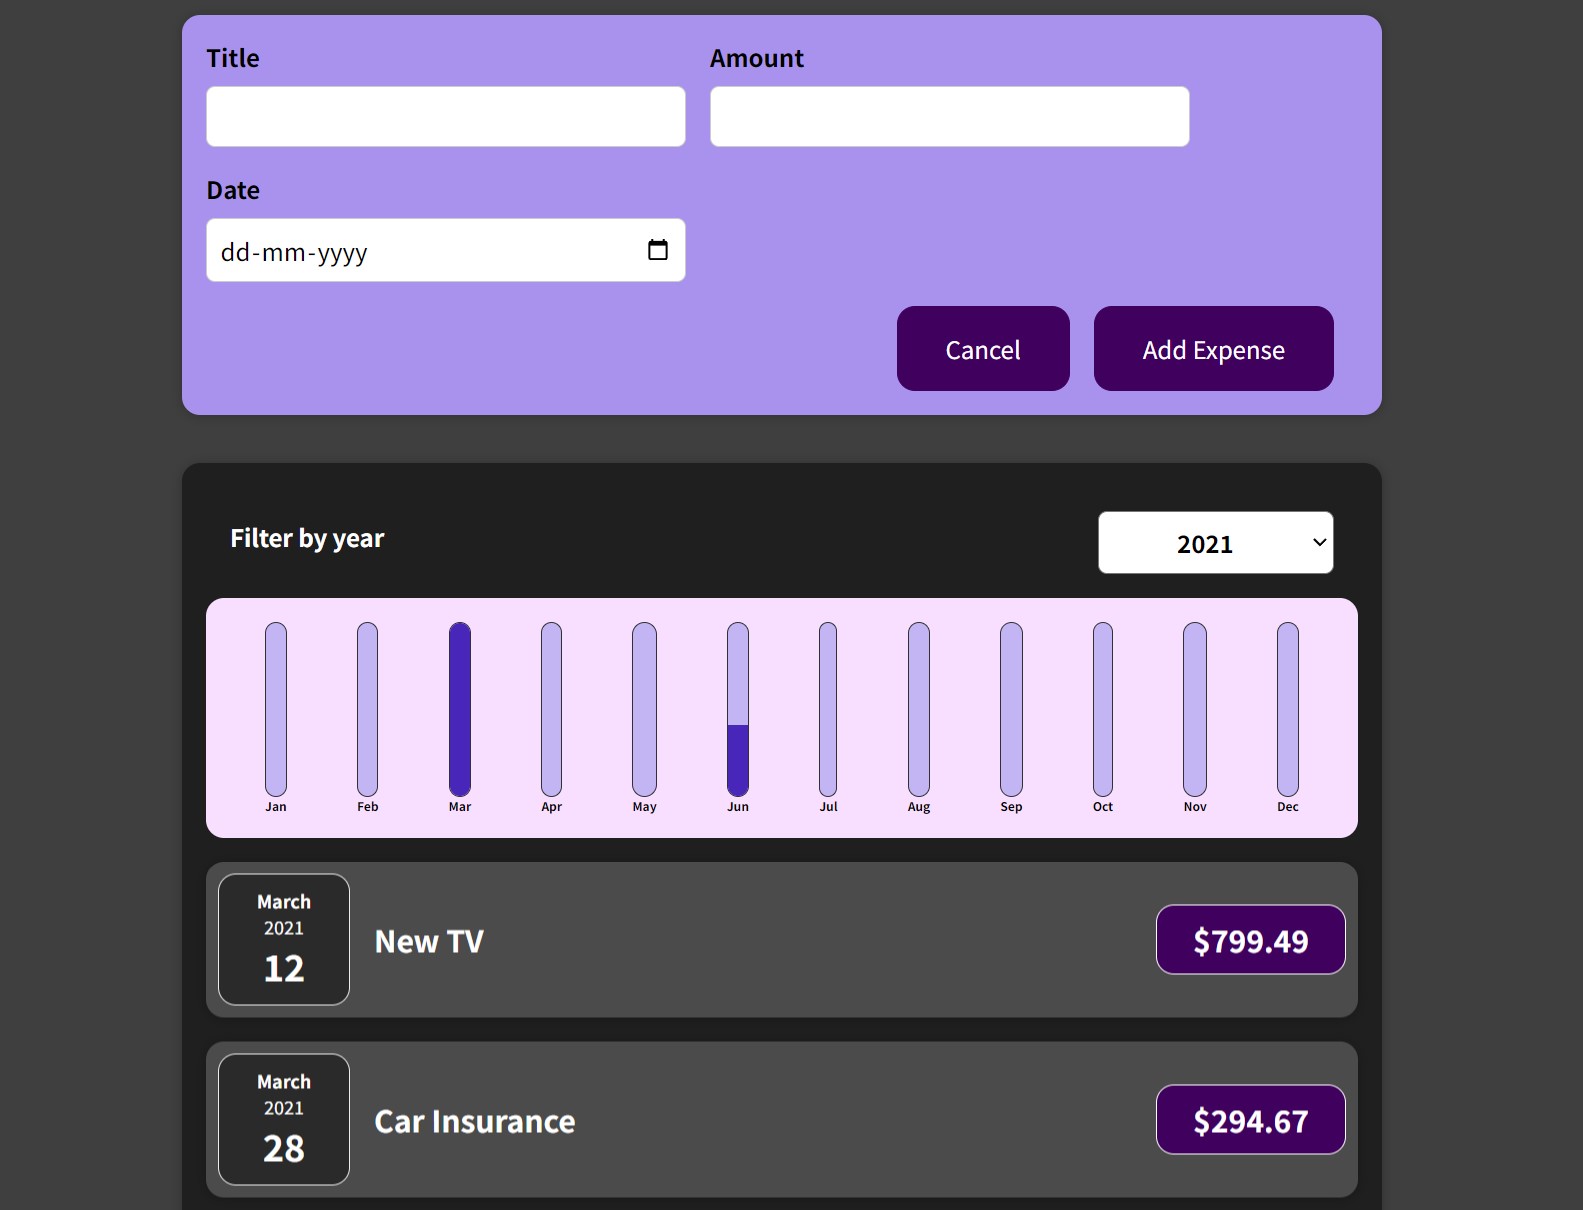 Title
Amount
Date
dd-mm-yyyy
Cancel
Add Expense
Filter by year
2021
Jan Feb Mar Apr May Jun Jul Aug Sep Oct Nov Dec
March
2021
12
New TV
$799.49
March
2021
28
Car Insurance
$294.67